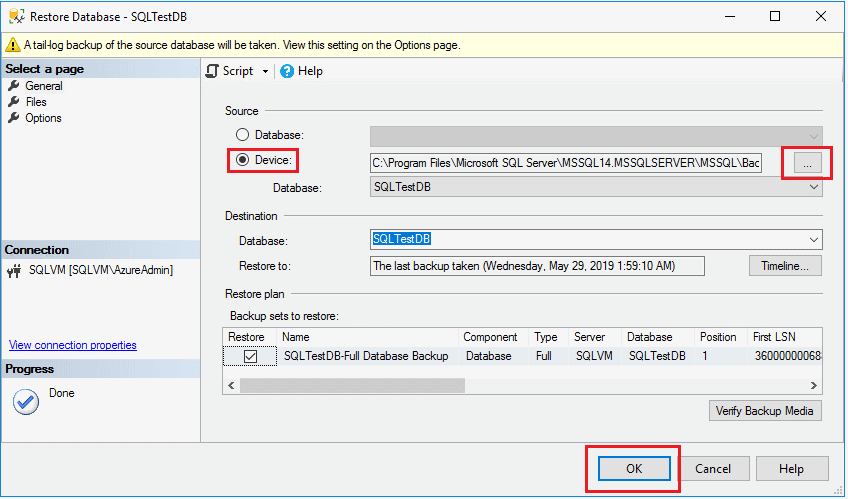 Restore Database - SQLTestDB
A tail-log backup of the source database will be taken. View this setting on the Options page.
Select a page
General
Files
Options
Script
Help
Source
Database:
Device:
C:\Program Files\Microsoft SQL Server\MSSQL14.MSSQLSERVER\MSSQL\Bac
...
Database:
SQLTestDB
Destination
Database:
SQLTestDB
Restore to:
The last backup taken (Wednesday, May 29, 2019 1:59:10 AM)
Timeline...
Restore plan
Backup sets to restore:
Restore Name Component Type Server Database Position First LSN
SQLTestDB-Full Database Backup Database Full SQLVM SQLTestDB 1 36000000068
Verify Backup Media
Connection
SQLVM [SQLVM\AzureAdmin]
View connection properties
Progress
Done
OK
Cancel
Help